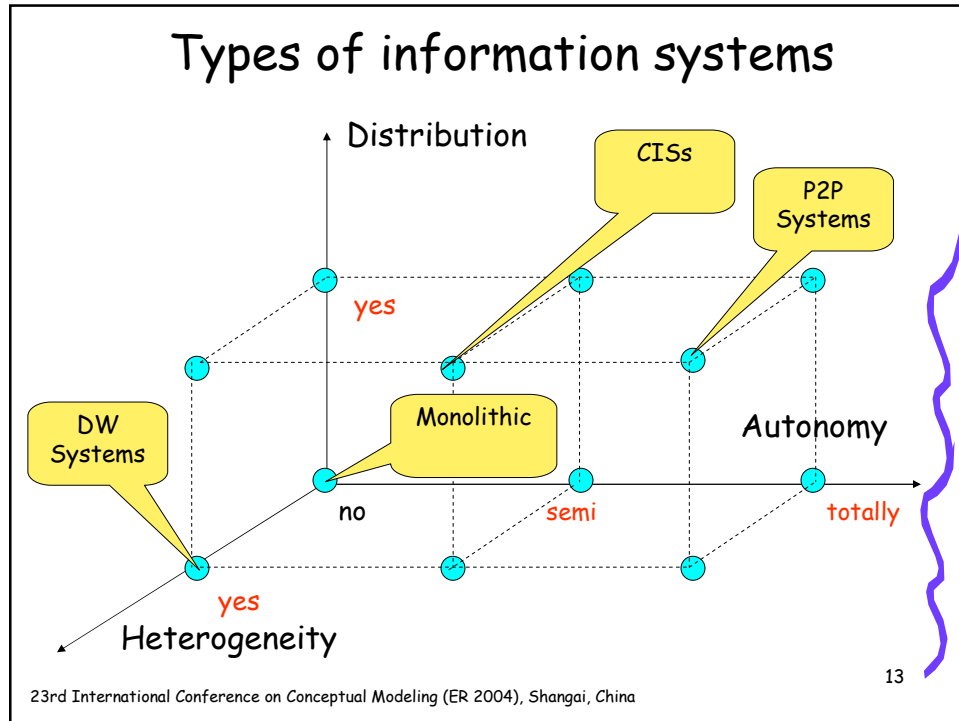 Types of information systems
Distribution
CISs
P2P
Systems
yes
DW
Systems
Monolithic
Autonomy
no
semi
totally
yes
Heterogeneity
13
23rd International Conference on Conceptual Modeling (ER 2004), Shangai, China